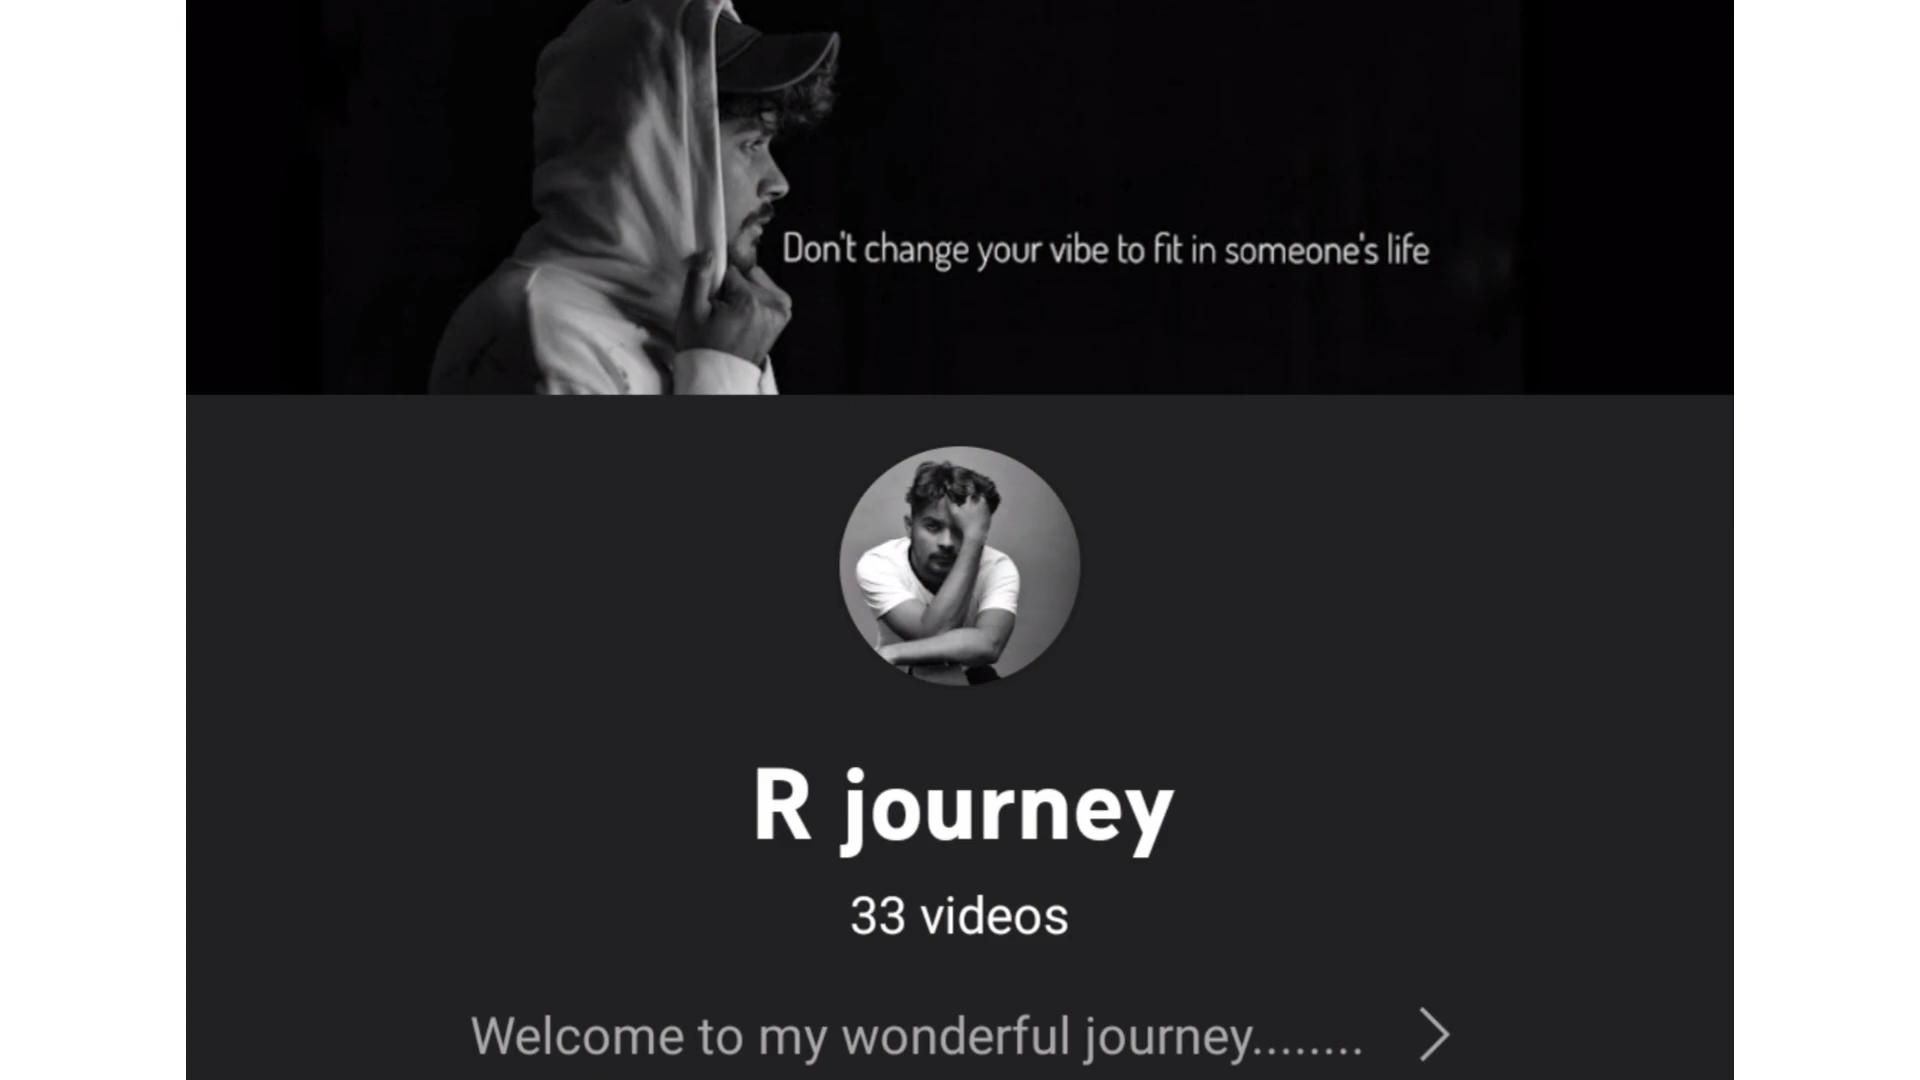 Don't change your vibe to fit in someone's life
R journey
33 videos
Welcome to my wonderful journey........